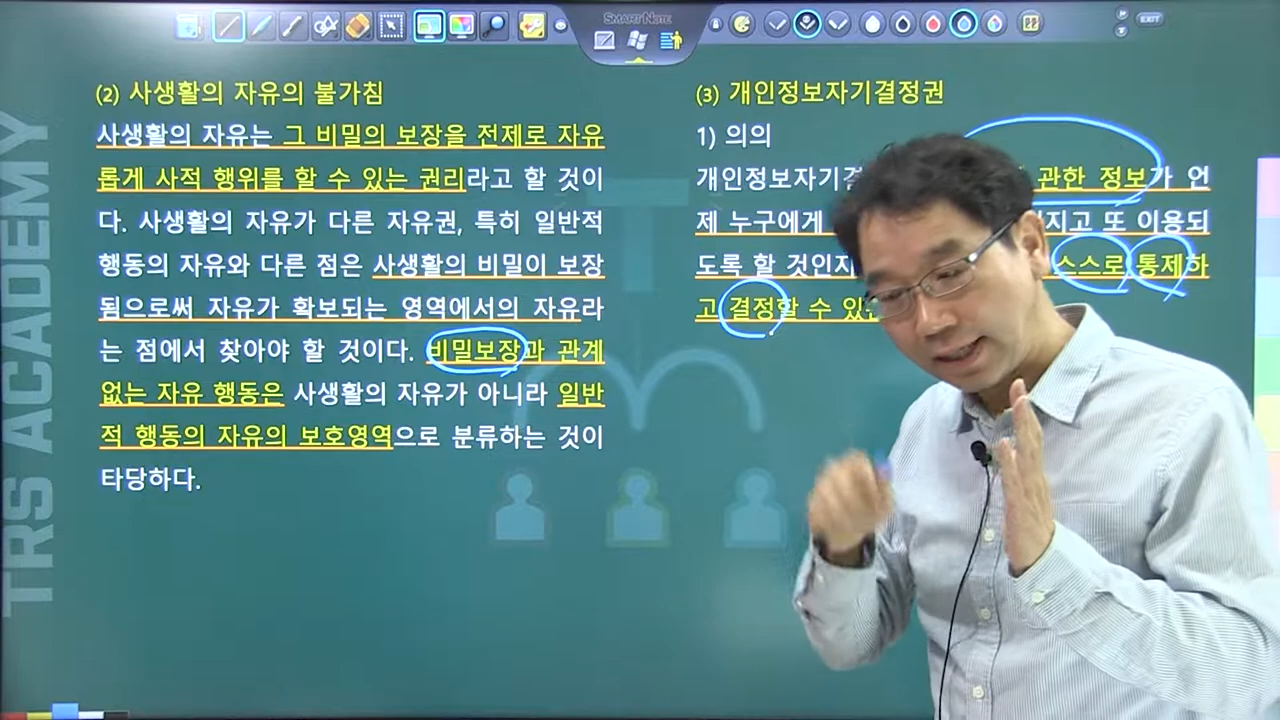 SMART NOTE
EXIT
TRS ACADEMY
(2) 사생활의 자유의 불가침
사생활의 자유는 그 비밀의 보장을 전제로 자유
롭게 사적 행위를 할 수 있는 권리라고 할 것이
다. 사생활의 자유가 다른 자유권, 특히 일반적
행동의 자유와 다른 점은 사생활의 비밀이 보장
됨으로써 자유가 확보되는 영역에서의 자유라
는 점에서 찾아야 할 것이다. 비밀보장과 관계
없는 자유 행동은 사생활의 자유가 아니라 일반
적 행동의 자유의 보호영역으로 분류하는 것이
타당하다.
(3) 개인정보자기결정권
1) 의의
개인정보자기결 관한 정보가 언
제 누구에게 지고 또 이용되
도록 할 것인지 스스로 통제하
고 결정할 수 있